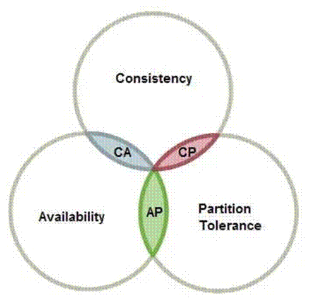 Consistency
CA
CP
Availability
AP
Partition
Tolerance